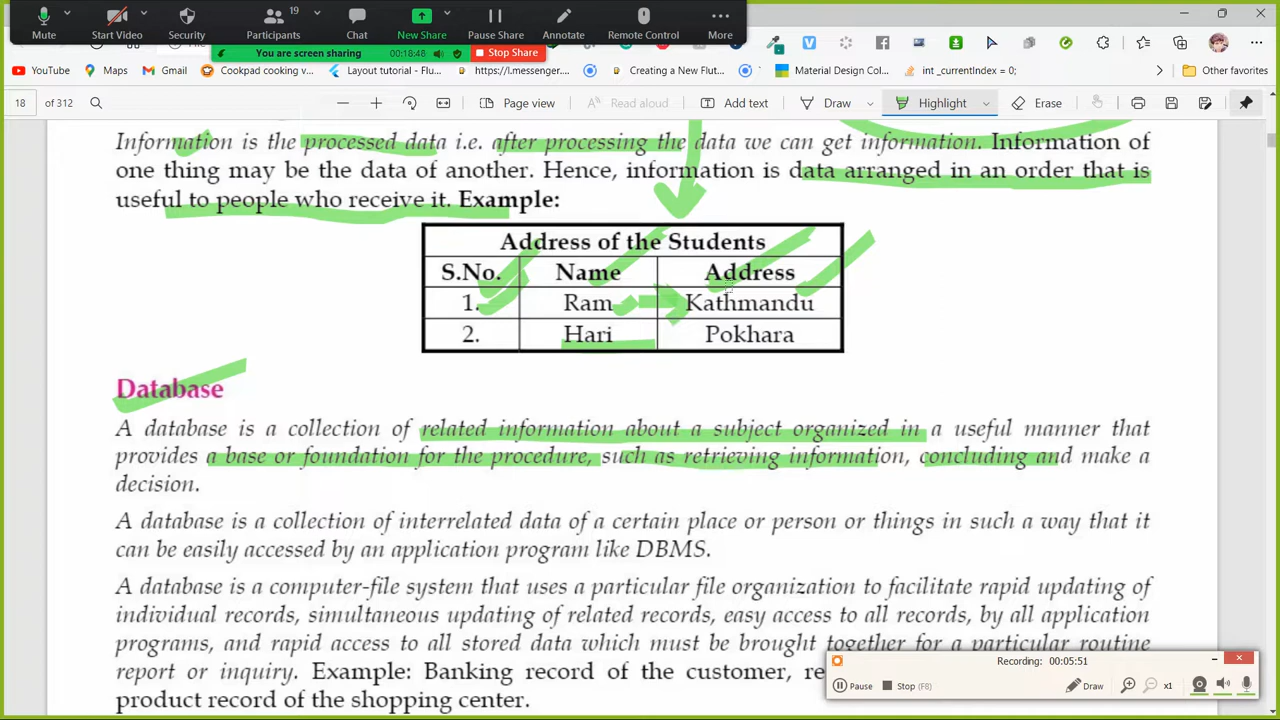 19
Mute
Start Video
Security
Participants
Chat
New Share
Pause Share
Annotate
Remote Control
More
You are screen sharing
18:18:48
Stop Share
YouTube
Maps
Gmail
Cookpad cooking v...
Layout tutorial - Flu...
https://l.messenger...
Creating a New Flut...
Material Design Col...
int _currentIndex = 0;
Other favorites
18 of 312
Page view
Read aloud
Add text
Draw
Highlight
Erase
Information is the processed data i.e. after processing the data we can get information. Information of
one thing may be the data of another. Hence, information is data arranged in an order that is
useful to people who receive it. Example:
Address of the Students
S.No. Name Address
1. Ram Kathmandu
2. Hari Pokhara
Database
A database is a collection of related information about a subject organized in a useful manner that
provides a base or foundation for the procedure, such as retrieving information, concluding and make a
decision.
A database is a collection of interrelated data of a certain place or person or things in such a way that it
can be easily accessed by an application program like DBMS.
A database is a computer-file system that uses a particular file organization to facilitate rapid updating of
individual records, simultaneous updating of related records, easy access to all records, by all application
programs, and rapid access to all stored data which must be brought together for a particular routine
report or inquiry. Example: Banking record of the customer, re
product record of the shopping center.
Recording: 00:05:51
Pause
Stop (F8)
Draw
x1